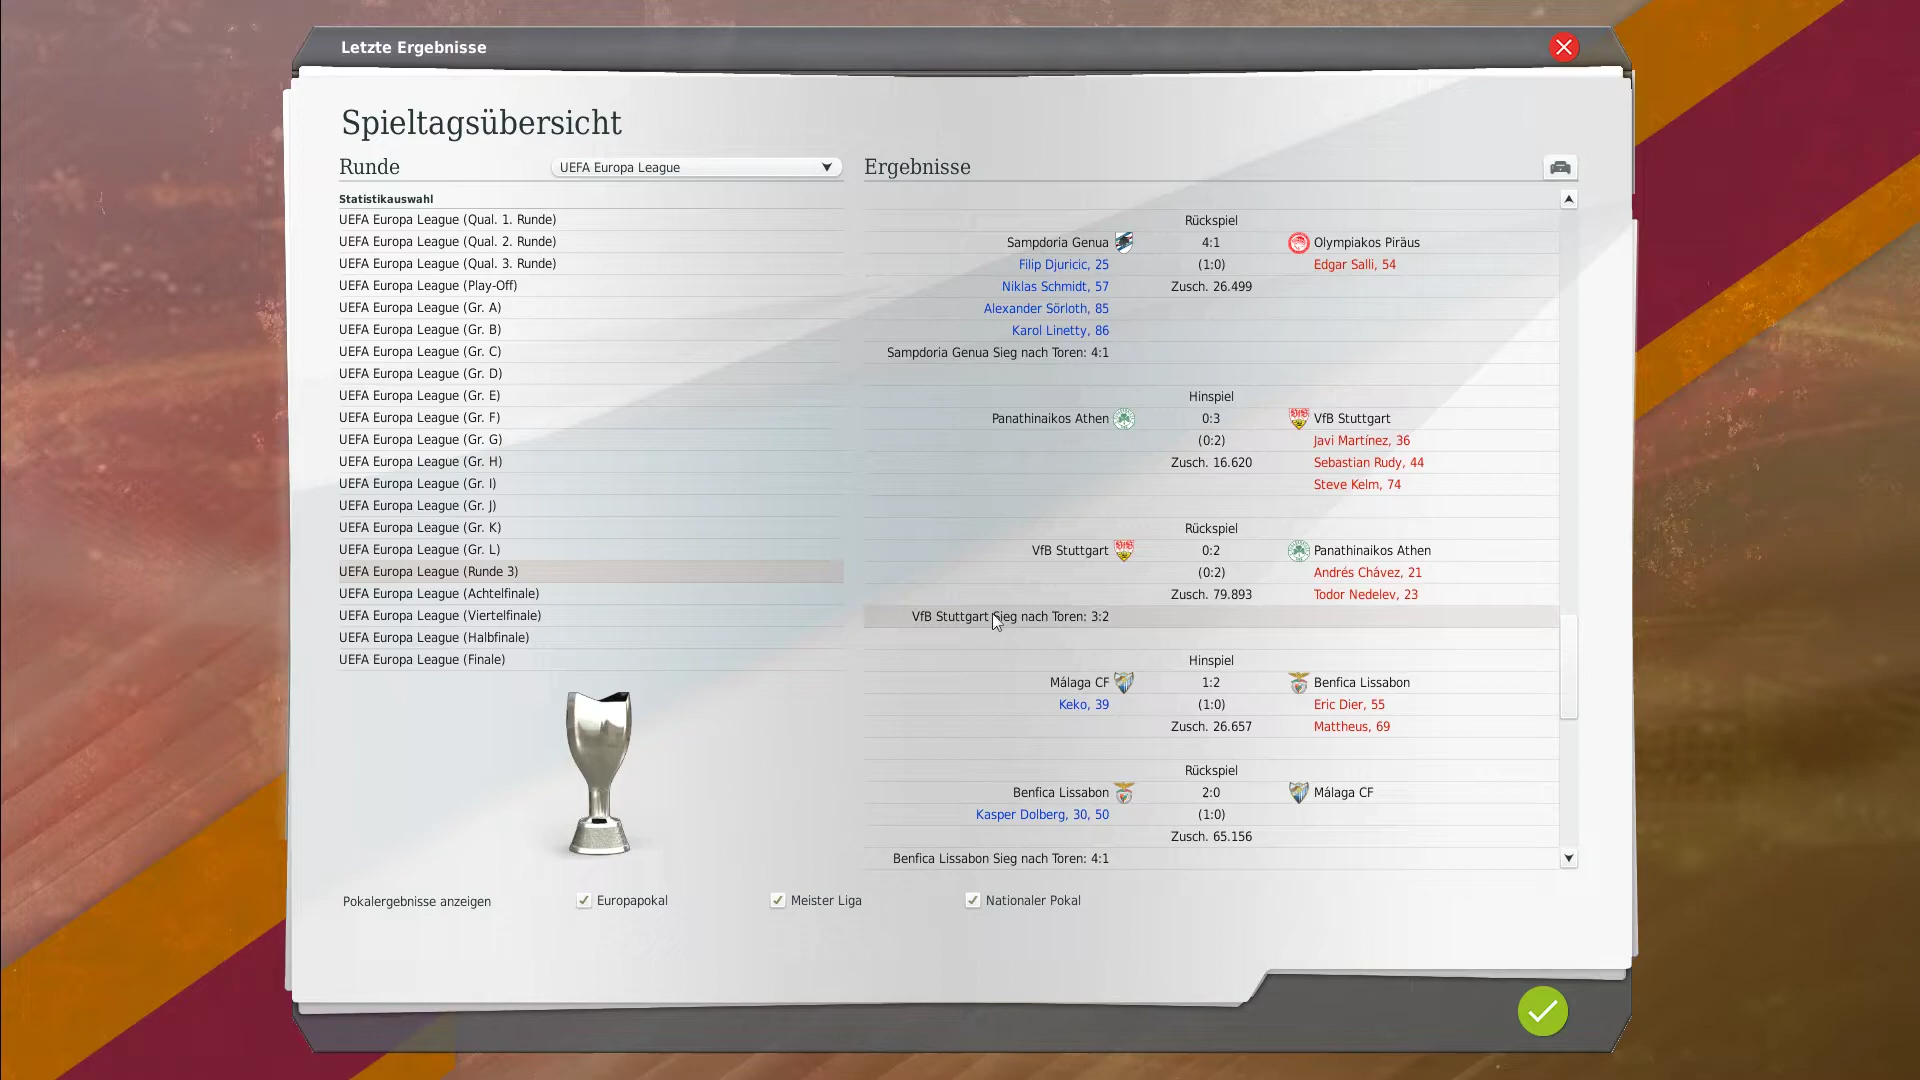 Letzte Ergebnisse
Spieltagsübersicht
Runde
UEFA Europa League
Statistikauswahl
UEFA Europa League (Qual. 1. Runde)
UEFA Europa League (Qual. 2. Runde)
UEFA Europa League (Qual. 3. Runde)
UEFA Europa League (Play-Off)
UEFA Europa League (Gr. A)
UEFA Europa League (Gr. B)
UEFA Europa League (Gr. C)
UEFA Europa League (Gr. D)
UEFA Europa League (Gr. E)
UEFA Europa League (Gr. F)
UEFA Europa League (Gr. G)
UEFA Europa League (Gr. H)
UEFA Europa League (Gr. I)
UEFA Europa League (Gr. J)
UEFA Europa League (Gr. K)
UEFA Europa League (Gr. L)
UEFA Europa League (Runde 3)
UEFA Europa League (Achtelfinale)
UEFA Europa League (Viertelfinale)
UEFA Europa League (Halbfinale)
UEFA Europa League (Finale)
Ergebnisse
Rückspiel
Sampdoria Genua 4:1 Olympiakos Piräus
Filip Djuricic, 25 (1:0) Edgar Salli, 54
Niklas Schmidt, 57 Zusch. 26.499
Alexander Sörloth, 85
Karol Linetty, 86
Sampdoria Genua Sieg nach Toren: 4:1
Hinspiel
Panathinaikos Athen 0:3 VfB Stuttgart
(0:2) Javi Martínez, 36
Zusch. 16.620 Sebastian Rudy, 44
Steve Kelm, 74
Rückspiel
VfB Stuttgart 0:2 Panathinaikos Athen
(0:2) Andrés Chávez, 21
Zusch. 79.893 Todor Nedelev, 23
VfB Stuttgart Sieg nach Toren: 3:2
Hinspiel
Málaga CF 1:2 Benfica Lissabon
Keko, 39 (1:0) Eric Dier, 55
Zusch. 26.657 Mattheus, 69
Rückspiel
Benfica Lissabon 2:0 Málaga CF
Kasper Dolberg, 30, 50 (1:0)
Zusch. 65.156
Benfica Lissabon Sieg nach Toren: 4:1
Pokalergebnisse anzeigen Europapokal Meister Liga Nationaler Pokal